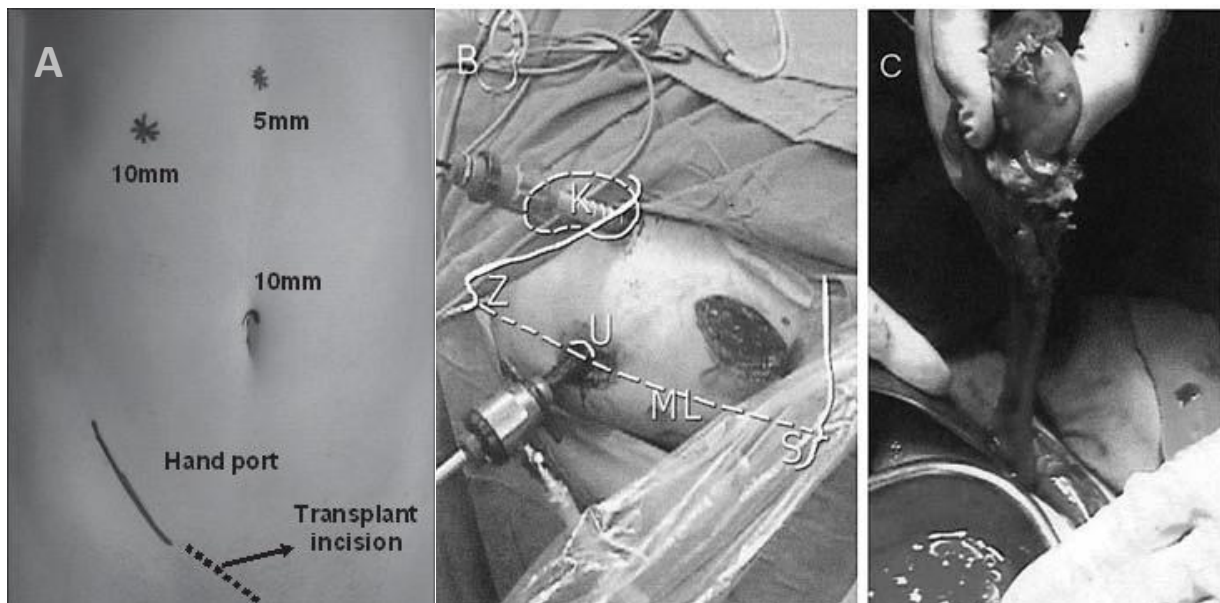 A
5mm
10mm
10mm
Hand port
Transplant
incision
B
K
Z
U
ML
S
C